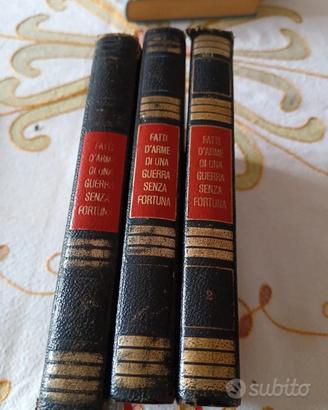 FATTI
D'ARME
DI UNA
GUERRA
SENZA
FORTUNA
FATTI
D'ARME
DI UNA
GUERRA
SENZA
FORTUNA
FATTI
D'ARME
DI UNA
GUERRA
SENZA
FORTUNA
2
subito